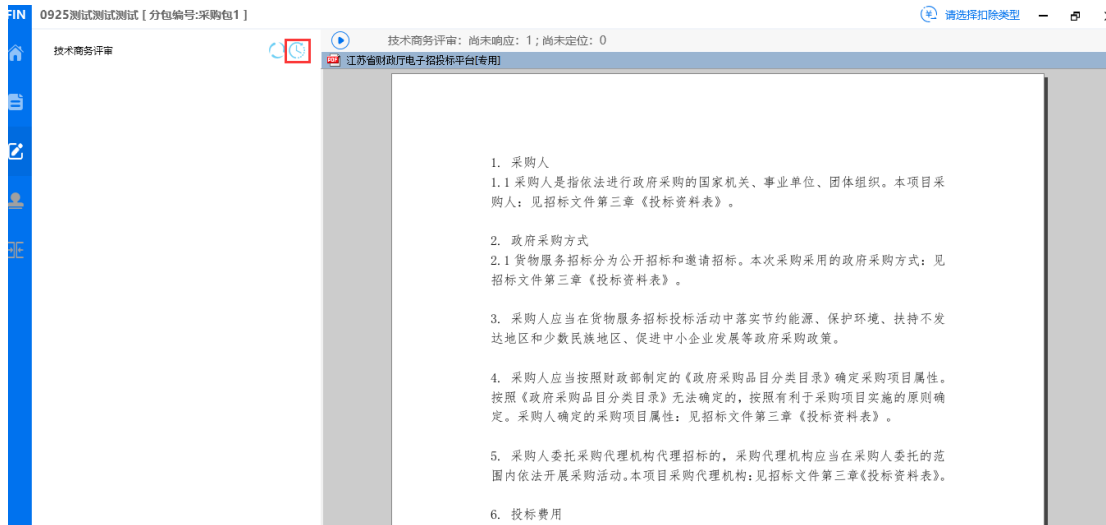 FIN
0925测试测试测试 [ 分包编号:采购包1 ]
请选择扣除类型
技术商务评审
技术商务评审：尚未响应：1；尚未定位：0
江苏省财政厅电子招投标平台[专用]
1. 采购人
1.1 采购人是指依法进行政府采购的国家机关、事业单位、团体组织。本项目采
购人：见招标文件第三章《投标资料表》。
2. 政府采购方式
2.1 货物服务招标分为公开招标和邀请招标。本次采购采用的政府采购方式：见
招标文件第三章《投标资料表》。
3. 采购人应当在货物服务招标投标活动中落实节约能源、保护环境、扶持不发
达地区和少数民族地区、促进中小企业发展等政府采购政策。
4. 采购人应当按照财政部制定的《政府采购品目分类目录》确定采购项目属性。
按照《政府采购品目分类目录》无法确定的，按照有利于采购项目实施的原则确
定。采购人确定的采购项目属性：见招标文件第三章《投标资料表》。
5. 采购人委托采购代理机构代理招标的，采购代理机构应当在采购人委托的范
围内依法开展采购活动。本项目采购代理机构：见招标文件第三章《投标资料表》。
6. 投标费用